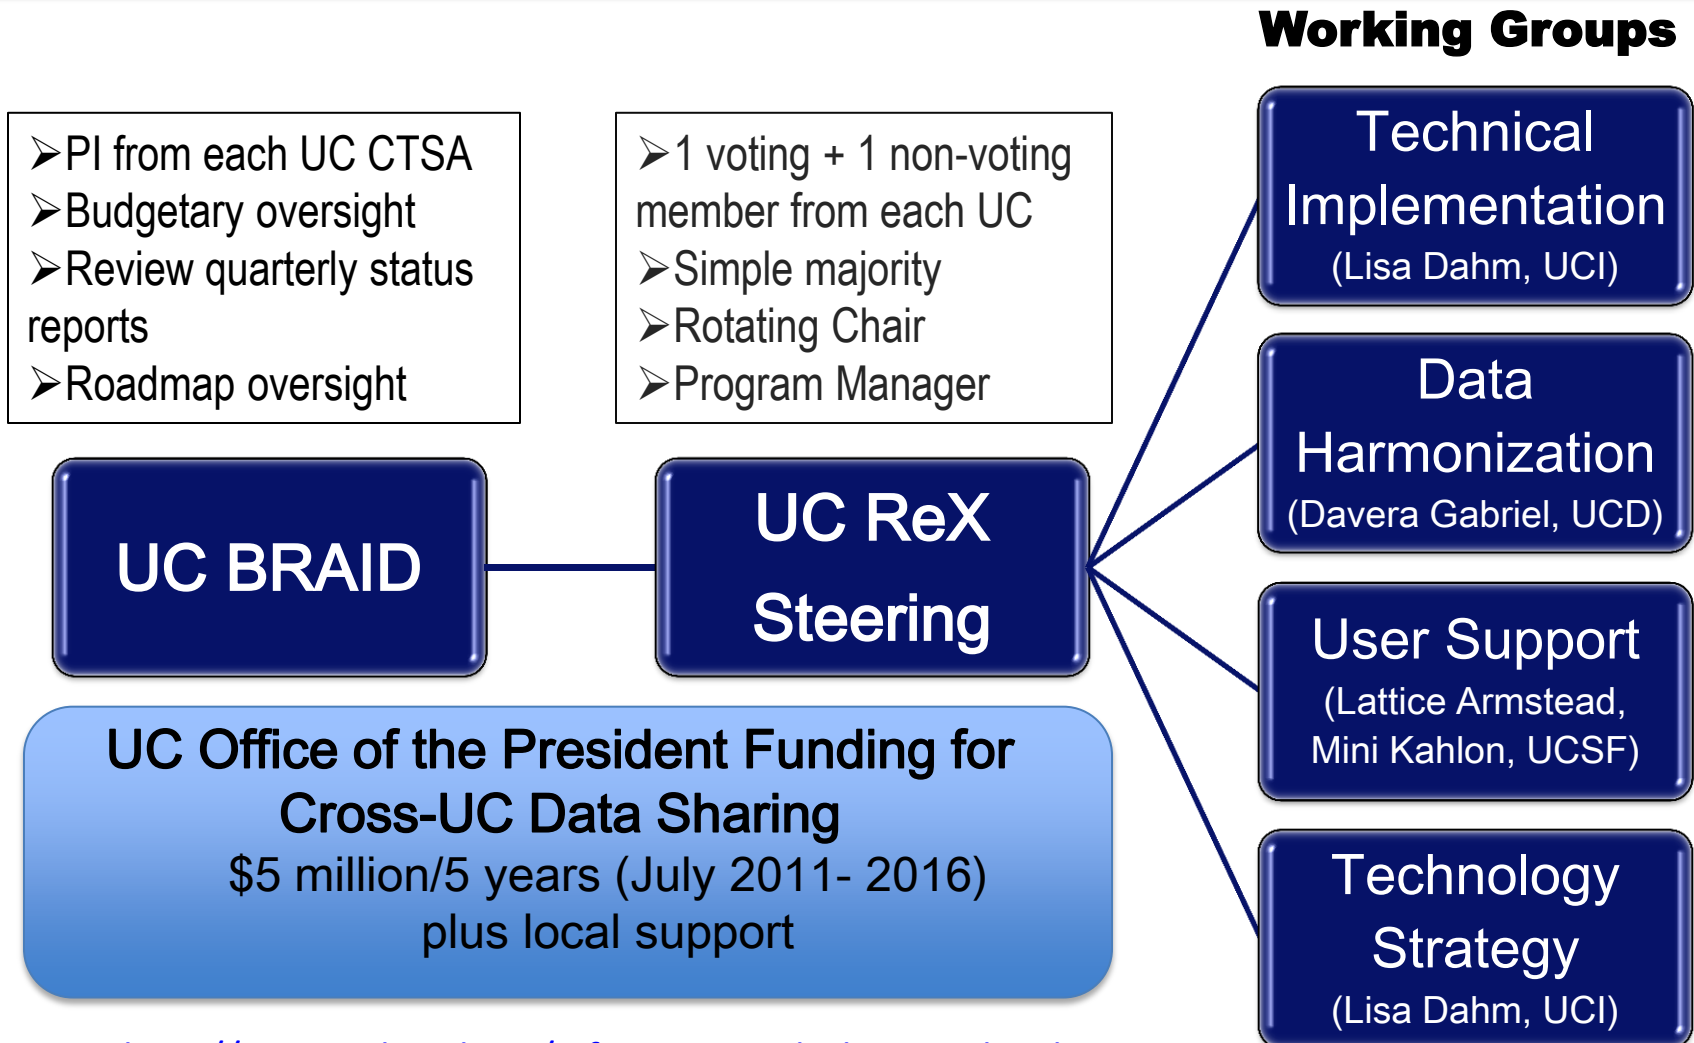 Working Groups
➢PI from each UC CTSA
➢Budgetary oversight
➢Review quarterly status
reports
➢Roadmap oversight
➢1 voting + 1 non-voting
member from each UC
➢Simple majority
➢Rotating Chair
➢Program Manager
UC BRAID
UC ReX
Steering
Technical
Implementation
(Lisa Dahm, UCI)
Data
Harmonization
(Davera Gabriel, UCD)
User Support
(Lattice Armstead,
Mini Kahlon, UCSF)
Technology
Strategy
(Lisa Dahm, UCI)
UC Office of the President Funding for
Cross-UC Data Sharing
$5 million/5 years (July 2011- 2016)
plus local support